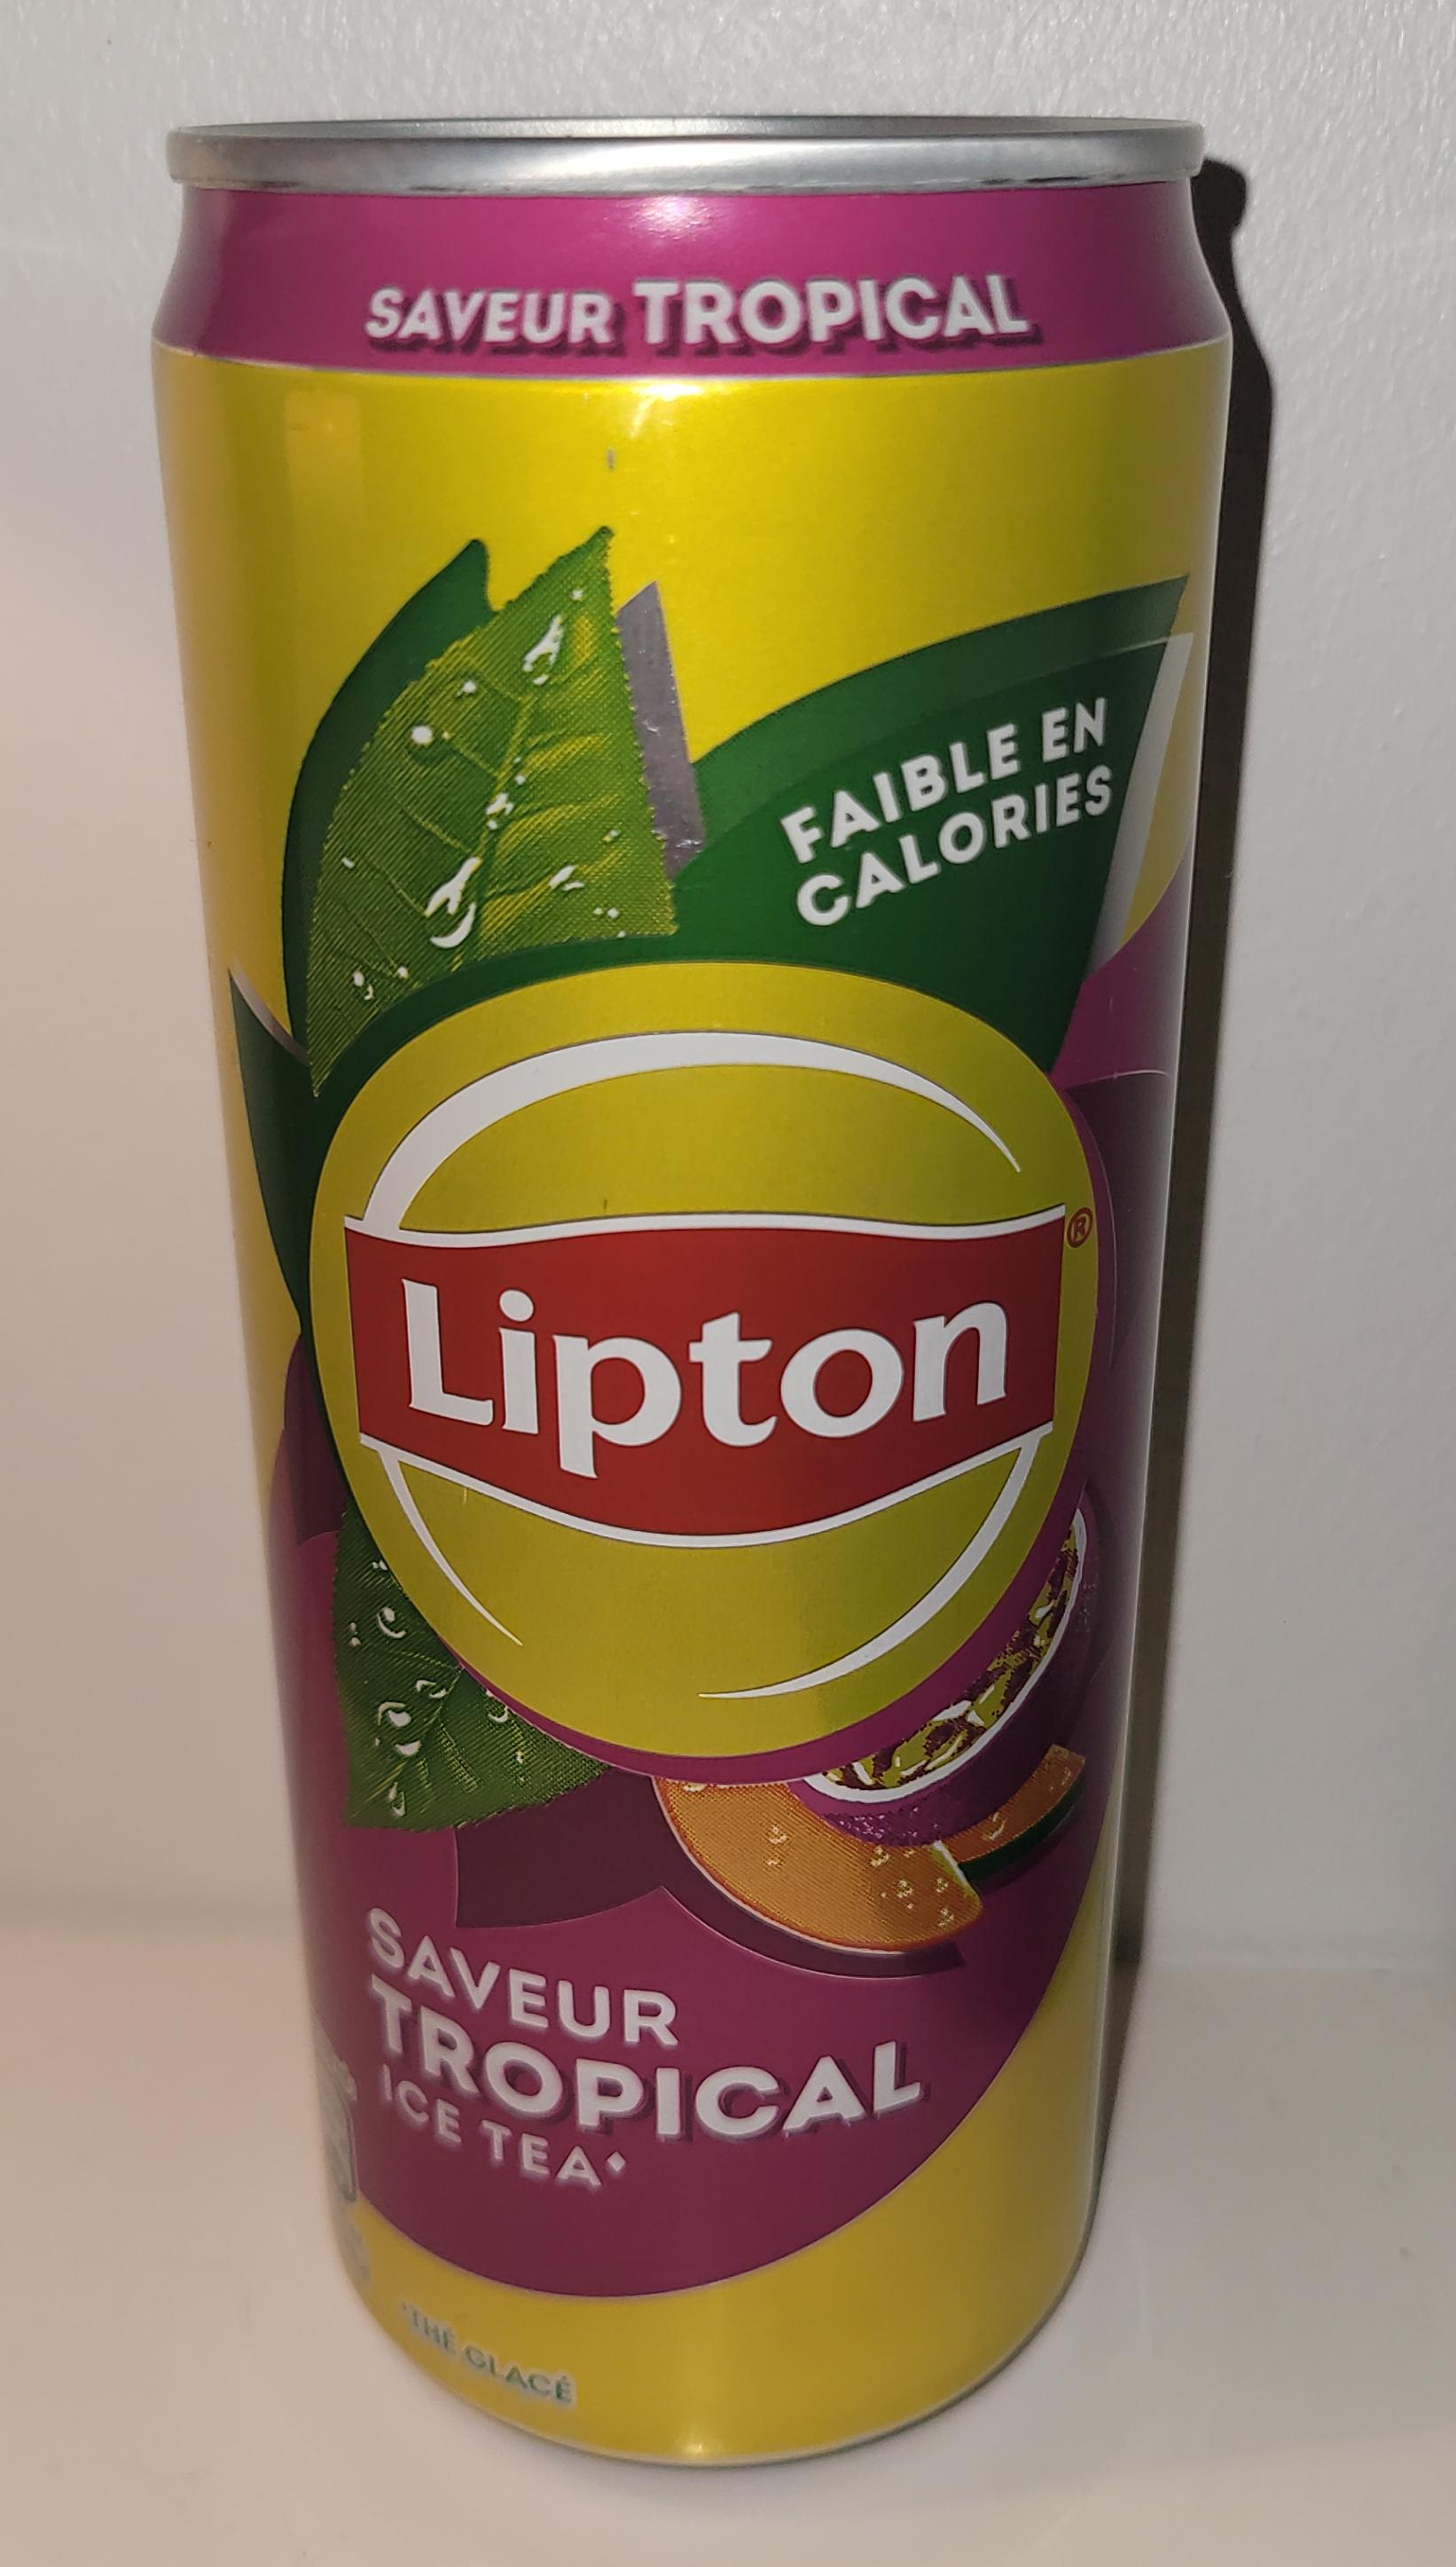 SAVEUR TROPICAL
FAIBLE EN
CALORIES
Lipton®
SAVEUR
TROPICAL
ICE TEA⬩
⬩THÉ GLACÉ